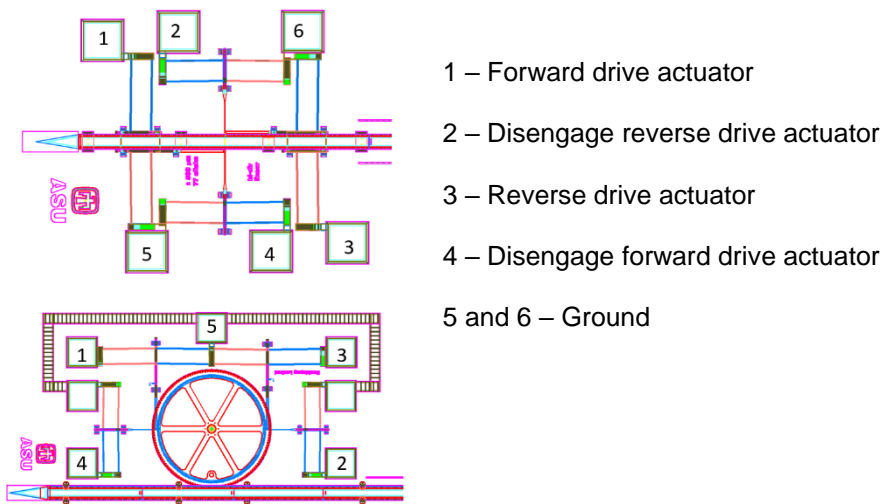 1
2
6
5
4
3
ASU
1 – Forward drive actuator
2 – Disengage reverse drive actuator
3 – Reverse drive actuator
4 – Disengage forward drive actuator
5 and 6 – Ground
5
1
3
4
2
ASU